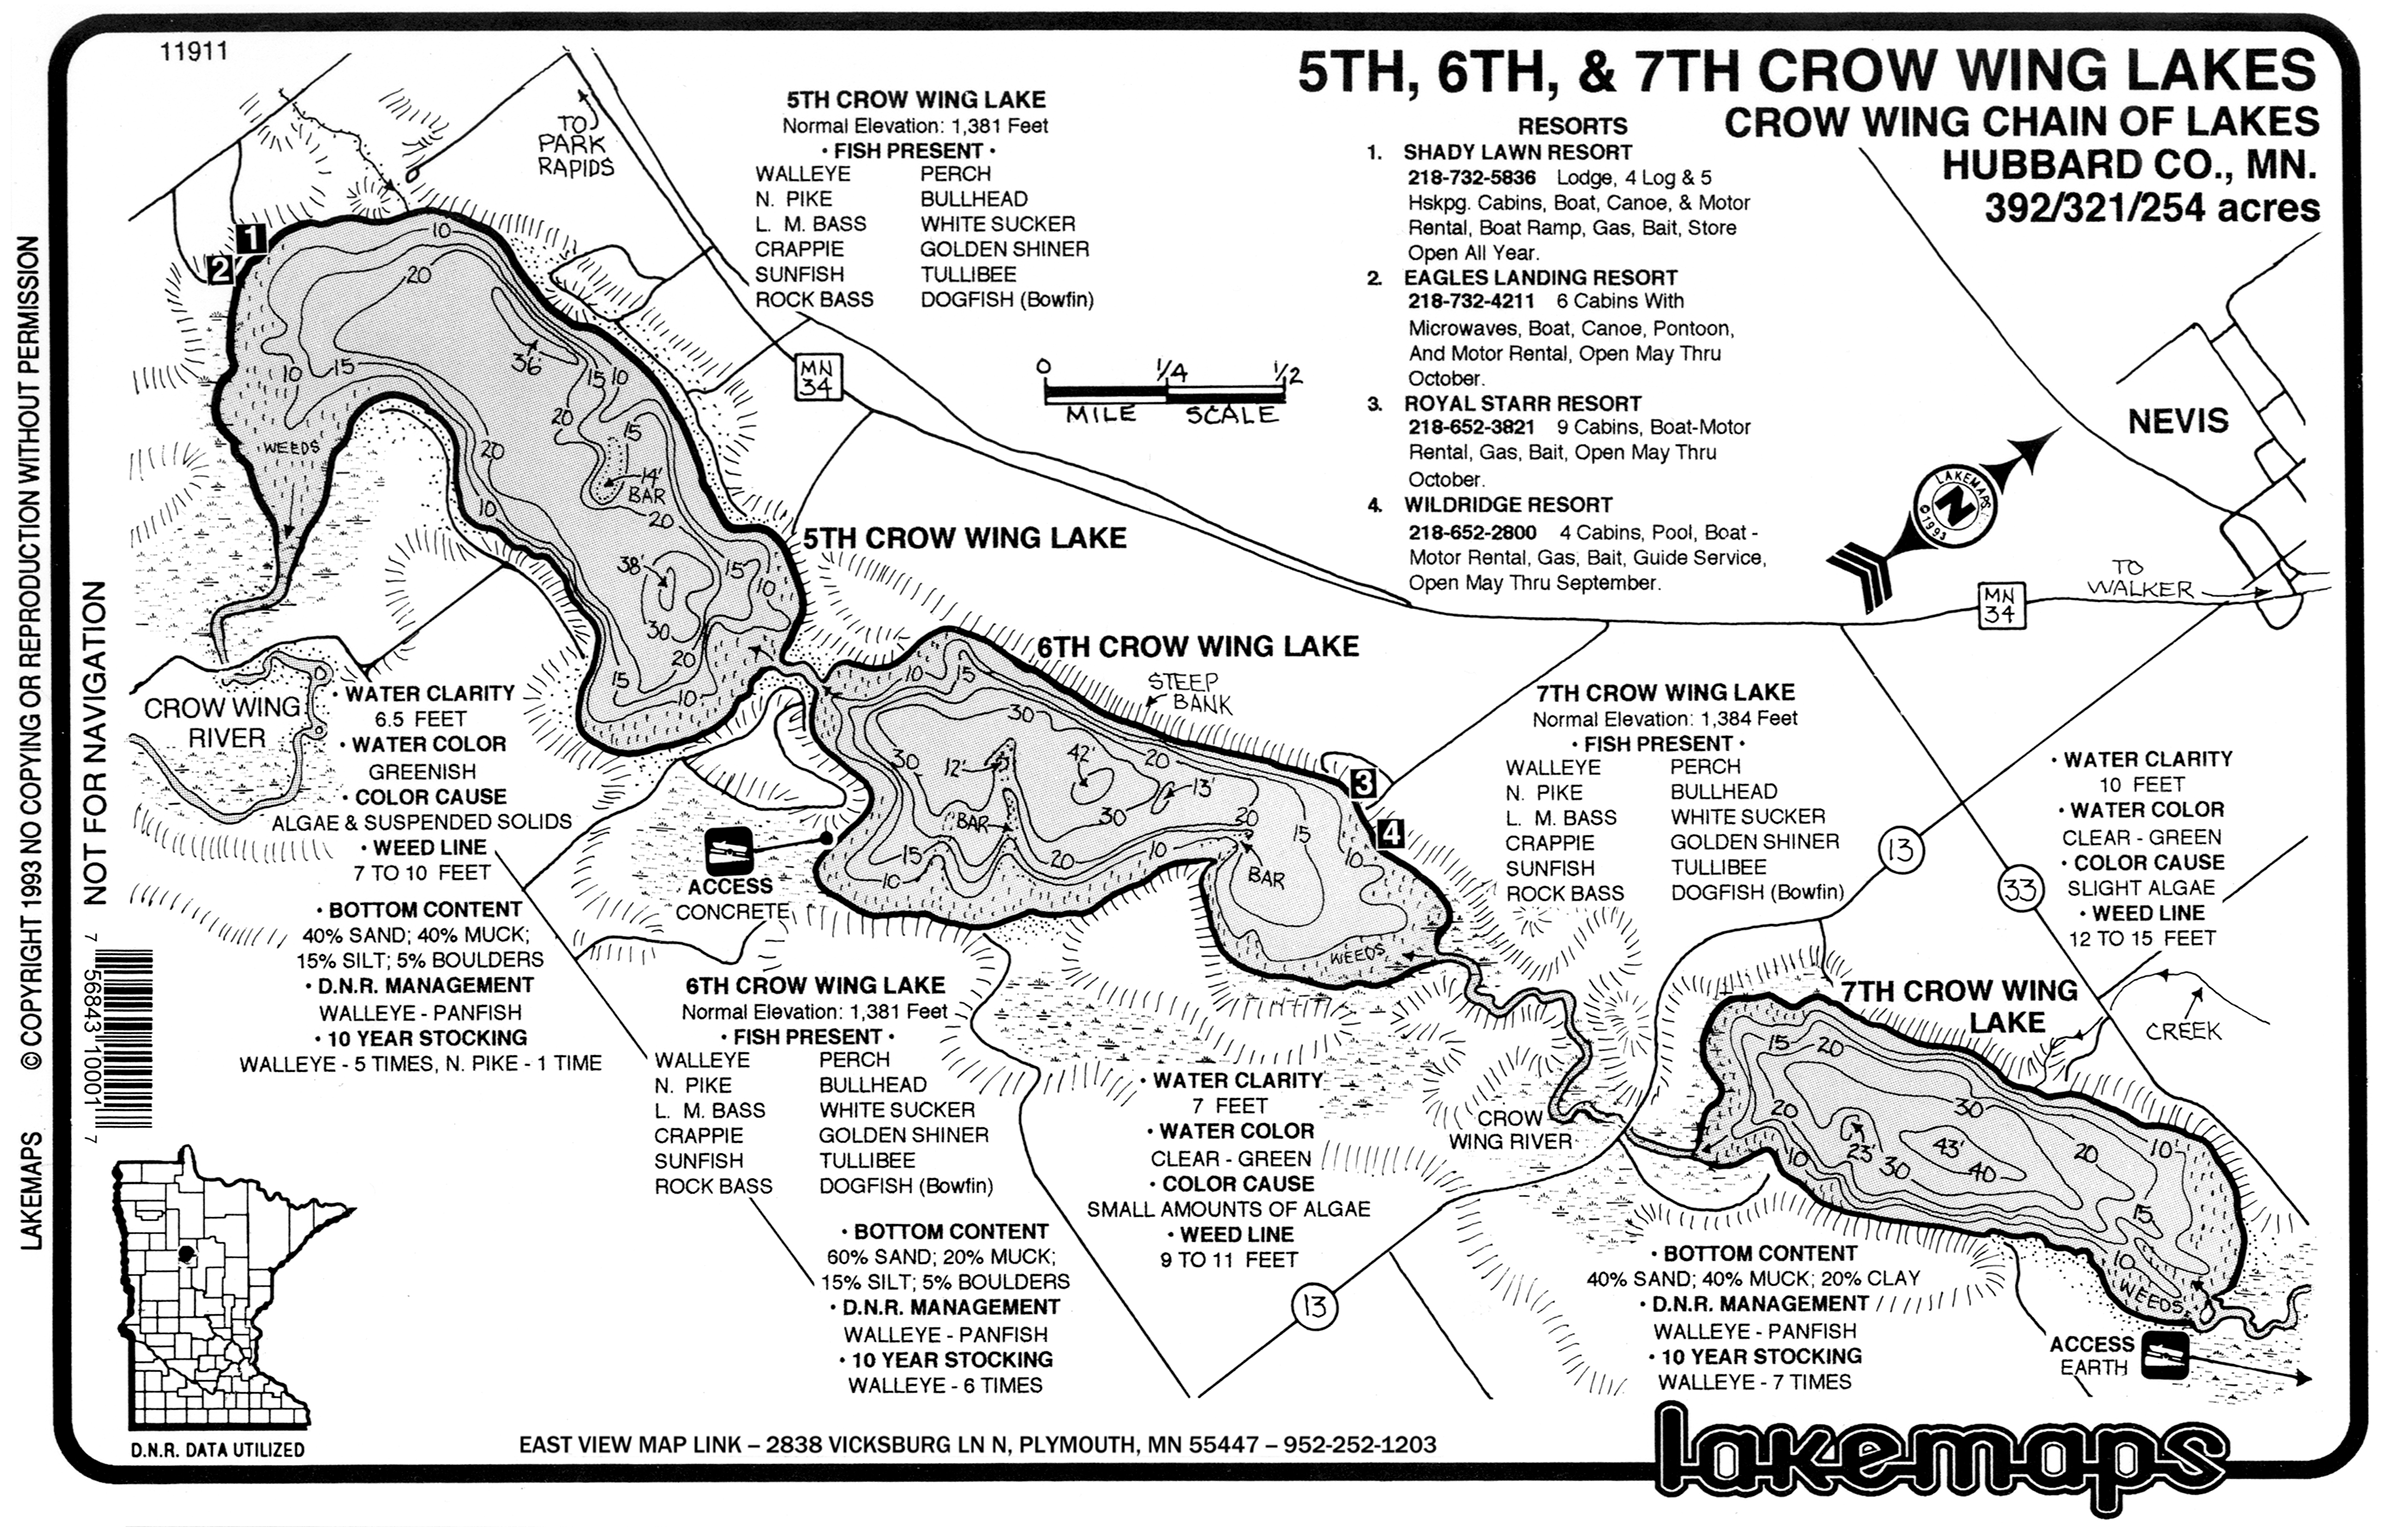 11911
5TH, 6TH, & 7TH CROW WING LAKES
CROW WING CHAIN OF LAKES
HUBBARD CO., MN.
392/321/254 acres
RESORTS
1. SHADY LAWN RESORT
218-732-5836 Lodge, 4 Log & 5
Hskpg. Cabins, Boat, Canoe, & Motor
Rental, Boat Ramp, Gas, Bait, Store
Open All Year.
2. EAGLES LANDING RESORT
218-732-4211 6 Cabins With
Microwaves, Boat, Canoe, Pontoon,
And Motor Rental, Open May Thru
October.
3. ROYAL STARR RESORT
218-652-3821 9 Cabins, Boat-Motor
Rental, Gas, Bait, Open May Thru
October.
4. WILDRIDGE RESORT
218-652-2800 4 Cabins, Pool, Boat -
Motor Rental, Gas, Bait, Guide Service,
Open May Thru September.
5TH CROW WING LAKE
Normal Elevation: 1,381 Feet
• FISH PRESENT •
WALLEYE PERCH
N. PIKE BULLHEAD
L. M. BASS WHITE SUCKER
CRAPPIE GOLDEN SHINER
SUNFISH TULLIBEE
ROCK BASS DOGFISH (Bowfin)
TO
PARK
RAPIDS
MN
34
0 1/4 1/2
MILE SCALE
NEVIS
LAKEMAPS
N
©1993
TO
WALKER
MN
34
1
2
10
20
10
15
36'
15
10
20
15
14'
BAR
20
20
10
WEEDS
38'
15
10
30
20
15
10
5TH CROW WING LAKE
6TH CROW WING LAKE
STEEP
BANK
10
15
30
20
30
12'
42'
13'
30
20
BAR
15
15
20
10
10
10
BAR
WEEDS
3
4
ACCESS
CONCRETE
CROW WING
RIVER
• WATER CLARITY
6.5 FEET
• WATER COLOR
GREENISH
• COLOR CAUSE
ALGAE & SUSPENDED SOLIDS
• WEED LINE
7 TO 10 FEET
• BOTTOM CONTENT
40% SAND; 40% MUCK;
15% SILT; 5% BOULDERS
• D.N.R. MANAGEMENT
WALLEYE - PANFISH
• 10 YEAR STOCKING
WALLEYE - 5 TIMES, N. PIKE - 1 TIME
6TH CROW WING LAKE
Normal Elevation: 1,381 Feet
• FISH PRESENT •
WALLEYE PERCH
N. PIKE BULLHEAD
L. M. BASS WHITE SUCKER
CRAPPIE GOLDEN SHINER
SUNFISH TULLIBEE
ROCK BASS DOGFISH (Bowfin)
• BOTTOM CONTENT
60% SAND; 20% MUCK;
15% SILT; 5% BOULDERS
• D.N.R. MANAGEMENT
WALLEYE - PANFISH
• 10 YEAR STOCKING
WALLEYE - 6 TIMES
• WATER CLARITY
7 FEET
• WATER COLOR
CLEAR - GREEN
• COLOR CAUSE
SMALL AMOUNTS OF ALGAE
• WEED LINE
9 TO 11 FEET
7TH CROW WING LAKE
Normal Elevation: 1,384 Feet
• FISH PRESENT •
WALLEYE PERCH
N. PIKE BULLHEAD
L. M. BASS WHITE SUCKER
CRAPPIE GOLDEN SHINER
SUNFISH TULLIBEE
ROCK BASS DOGFISH (Bowfin)
13
33
• WATER CLARITY
10 FEET
• WATER COLOR
CLEAR - GREEN
• COLOR CAUSE
SLIGHT ALGAE
• WEED LINE
12 TO 15 FEET
7TH CROW WING
LAKE
CREEK
CROW
WING RIVER
15
20
30
20
23'
30
43'
40
20
10
10
15
10
WEEDS
13
• BOTTOM CONTENT
40% SAND; 40% MUCK; 20% CLAY
• D.N.R. MANAGEMENT
WALLEYE - PANFISH
• 10 YEAR STOCKING
WALLEYE - 7 TIMES
ACCESS
EARTH
D.N.R. DATA UTILIZED
EAST VIEW MAP LINK – 2838 VICKSBURG LN N, PLYMOUTH, MN 55447 – 952-252-1203
lakemaps
LAKEMAPS © COPYRIGHT 1993 NO COPYING OR REPRODUCTION WITHOUT PERMISSION
NOT FOR NAVIGATION
7 56843 10001 7